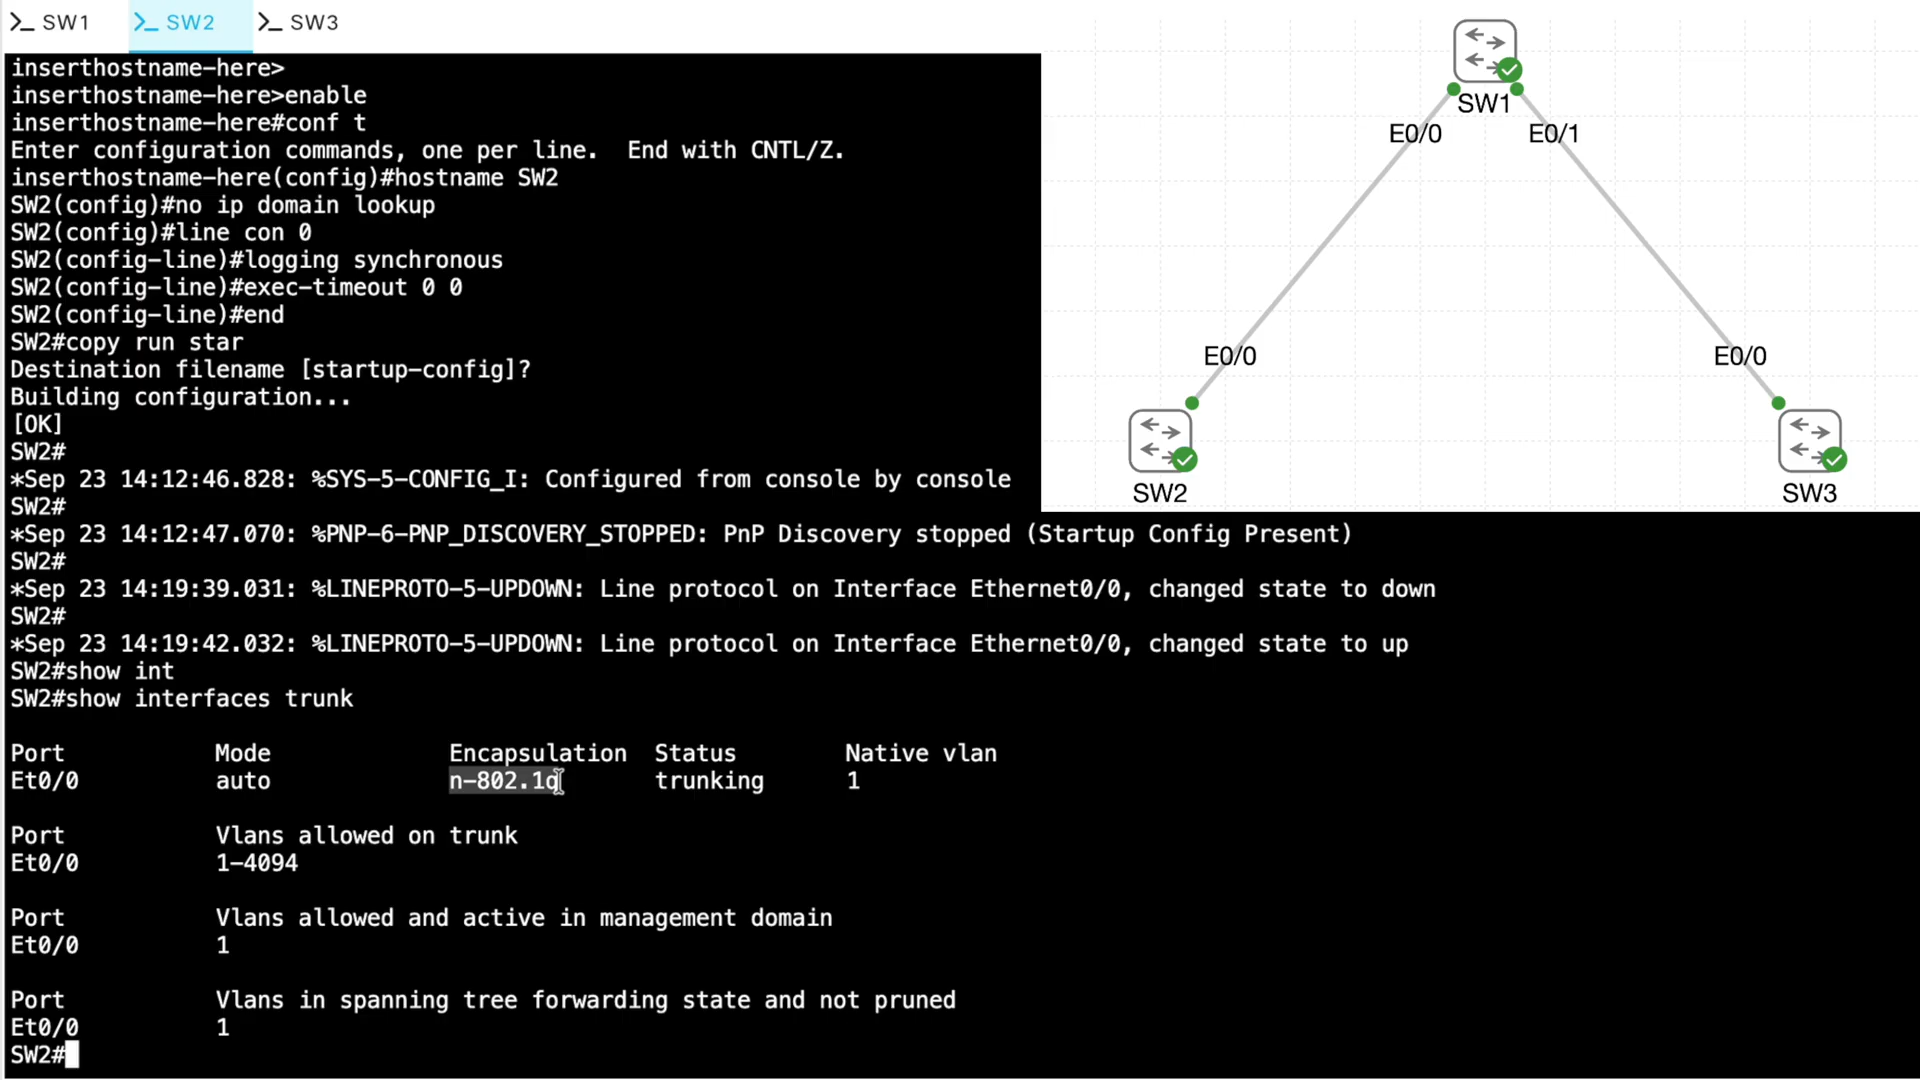 SW1 SW2 SW3
inserthostname-here>
inserthostname-here>enable
inserthostname-here#conf t
Enter configuration commands, one per line.  End with CNTL/Z.
inserthostname-here(config)#hostname SW2
SW2(config)#no ip domain lookup
SW2(config)#line con 0
SW2(config-line)#logging synchronous
SW2(config-line)#exec-timeout 0 0
SW2(config-line)#end
SW2#copy run star
Destination filename [startup-config]?
Building configuration...
[OK]
SW2#
*Sep 23 14:12:46.828: %SYS-5-CONFIG_I: Configured from console by console
SW2#
*Sep 23 14:12:47.070: %PNP-6-PNP_DISCOVERY_STOPPED: PnP Discovery stopped (Startup Config Present)
SW2#
*Sep 23 14:19:39.031: %LINEPROTO-5-UPDOWN: Line protocol on Interface Ethernet0/0, changed state to down
SW2#
*Sep 23 14:19:42.032: %LINEPROTO-5-UPDOWN: Line protocol on Interface Ethernet0/0, changed state to up
SW2#show int
SW2#show interfaces trunk
Port Mode Encapsulation Status Native vlan
Et0/0 auto n-802.1q trunking 1
Port Vlans allowed on trunk
Et0/0 1-4094
Port Vlans allowed and active in management domain
Et0/0 1
Port Vlans in spanning tree forwarding state and not pruned
Et0/0 1
SW2#
SW1
E0/0 E0/1
E0/0 E0/0
SW2 SW3